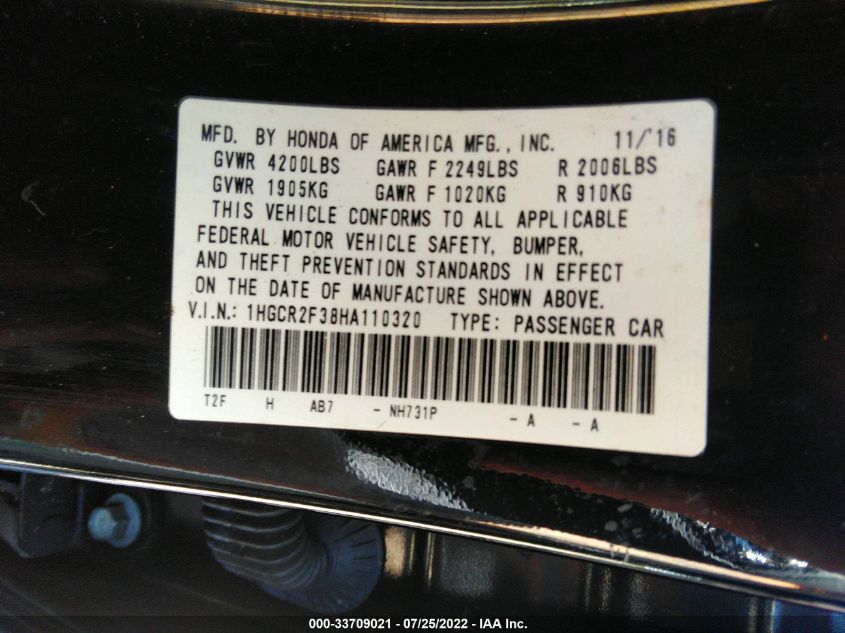 MFD. BY HONDA OF AMERICA MFG., INC. 11/'16
GVWR 4200LBS GAWR F 2249LBS R 2006LBS
GVWR 1905KG GAWR F 1020KG R 910KG
THIS VEHICLE CONFORMS TO ALL APPLICABLE
FEDERAL MOTOR VEHICLE SAFETY, BUMPER,
AND THEFT PREVENTION STANDARDS IN EFFECT
ON THE DATE OF MANUFACTURE SHOWN ABOVE.
V.I.N.: 1HGCR2F38HA110320 TYPE: PASSENGER CAR
T2F H AB7 - NH731P - A - A
000-33709021 - 07/25/2022 - IAA Inc.